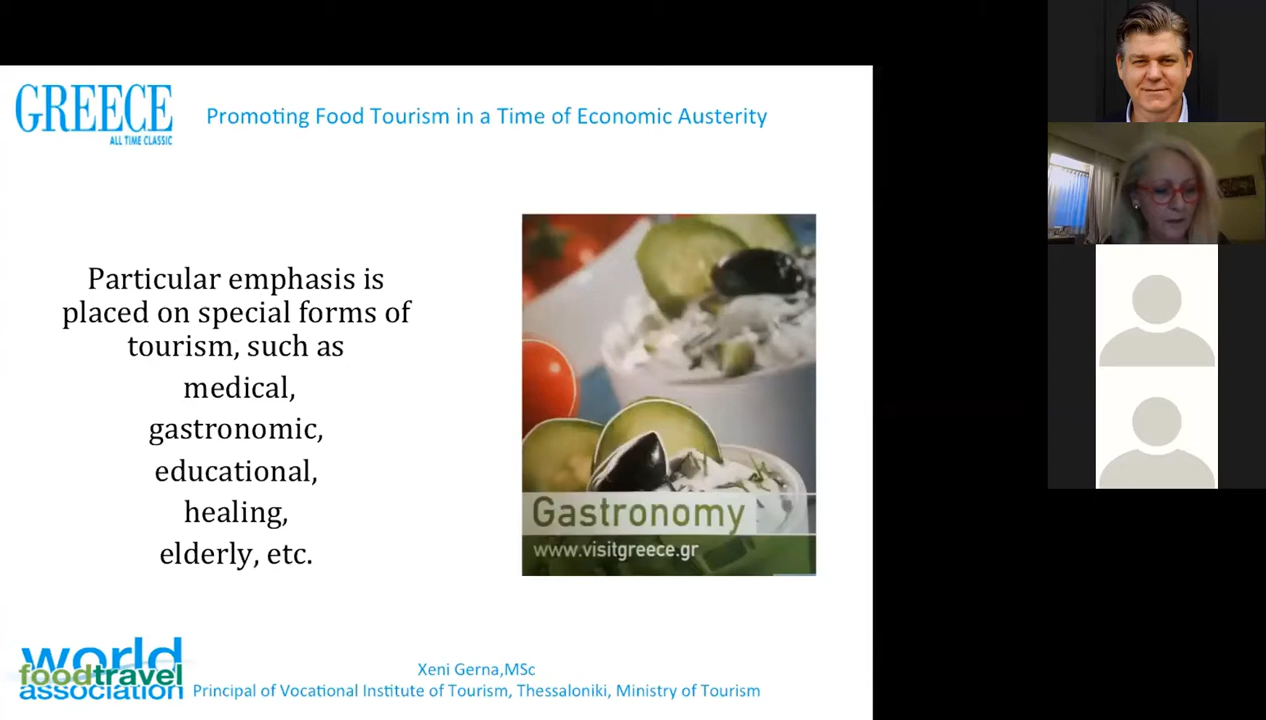 GREECE
ALL TIME CLASSIC
Promoting Food Tourism in a Time of Economic Austerity
Particular emphasis is
placed on special forms of
tourism, such as
medical,
gastronomic,
educational,
healing,
elderly, etc.
Gastronomy
www.visitgreece.gr
world
foodtravel
association
Xeni Gerna,MSc
Principal of Vocational Institute of Tourism, Thessaloniki, Ministry of Tourism